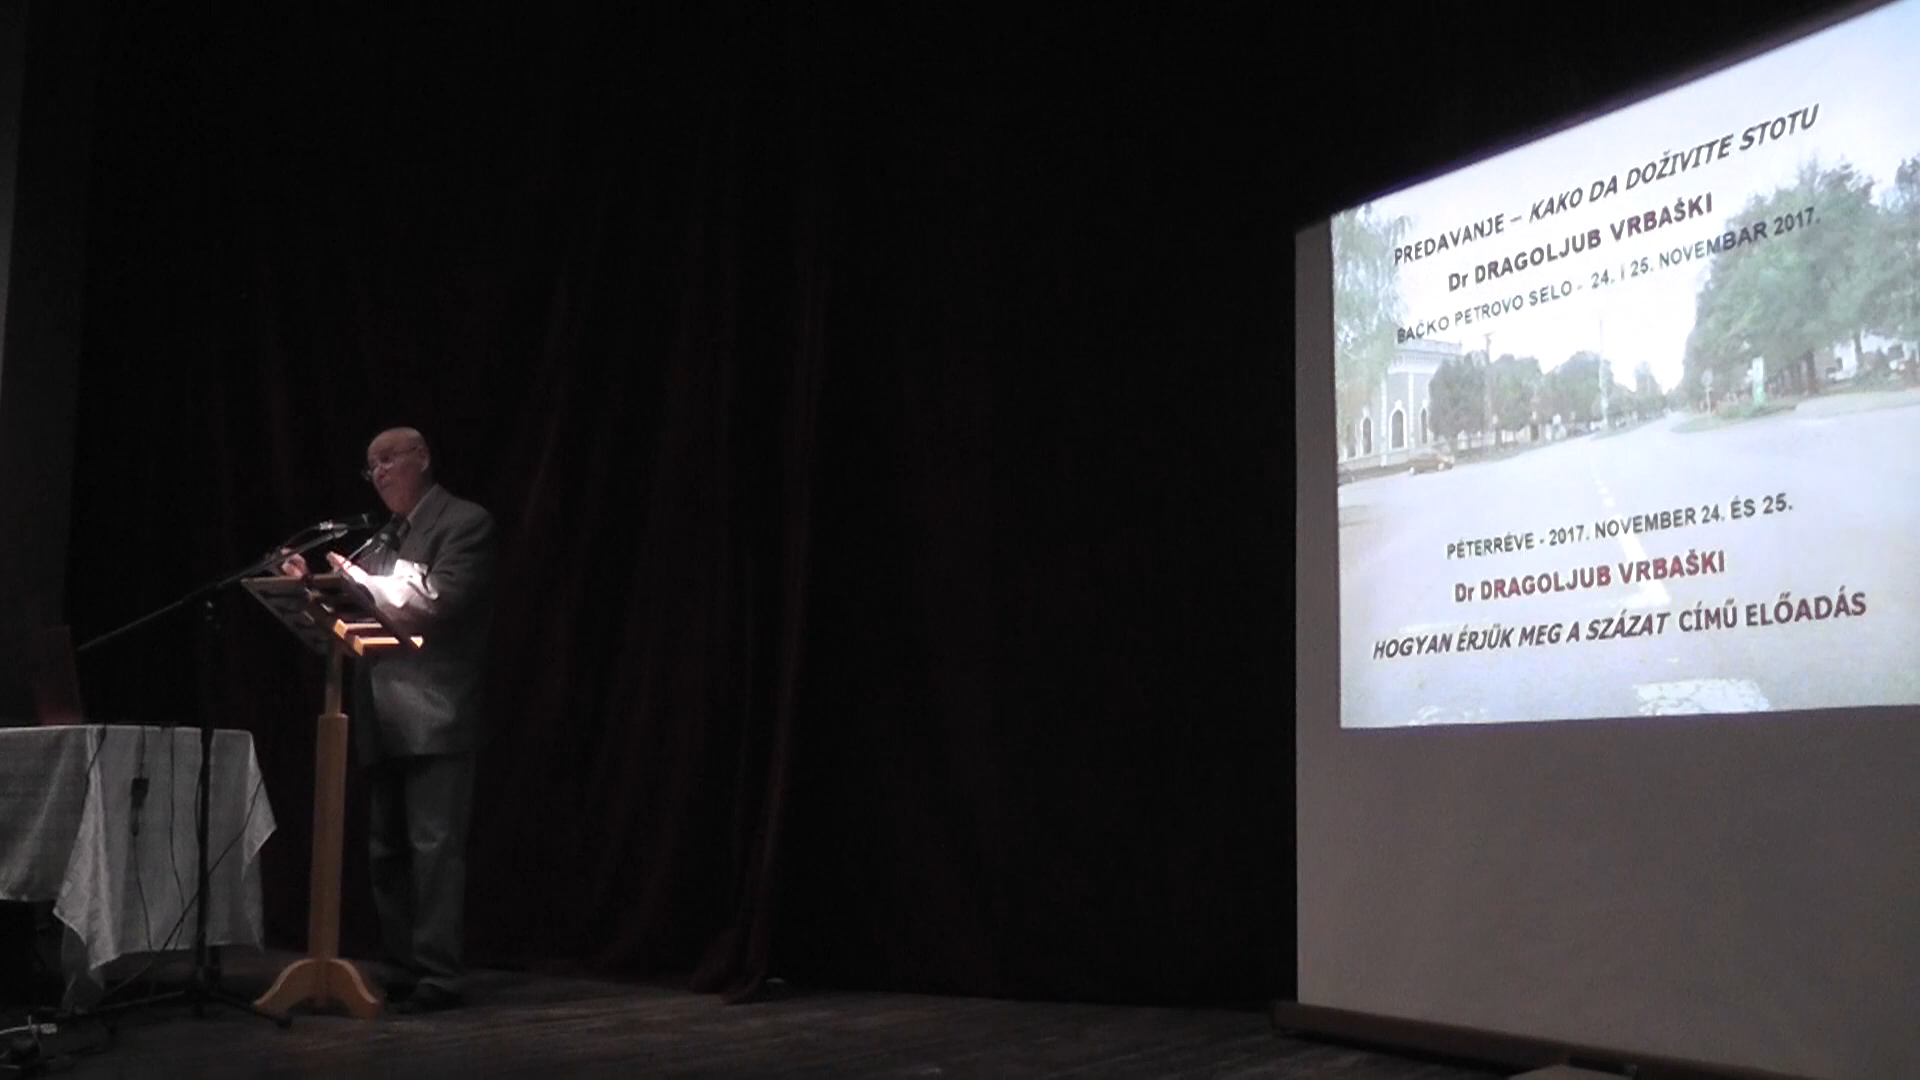 PREDAVANJE – KAKO DA DOŽIVITE STOTU
Dr DRAGOLJUB VRBAŠKI
BAČKO PETROVO SELO - 24. i 25. NOVEMBAR 2017.
PÉTERRÉVE - 2017. NOVEMBER 24. ÉS 25.
Dr DRAGOLJUB VRBAŠKI
HOGYAN ÉRJÜK MEG A SZÁZAT CÍMŰ ELŐADÁS